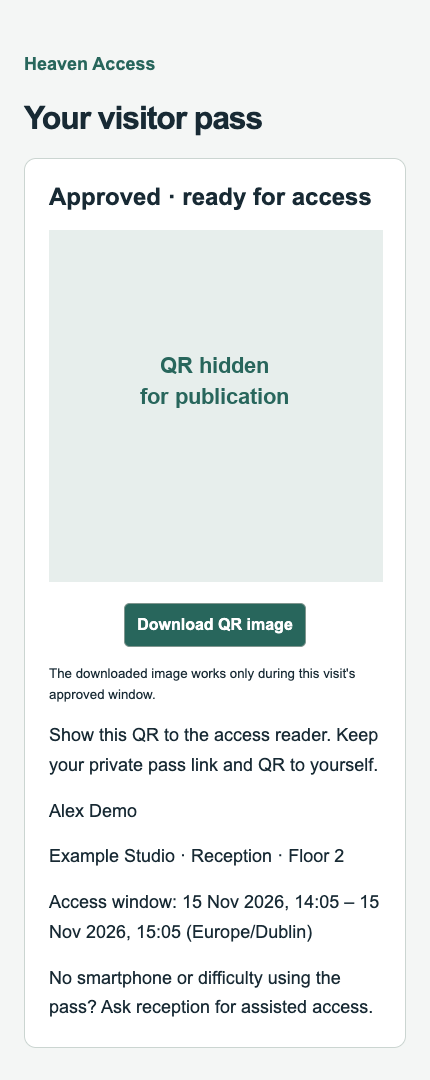 Heaven Access
Your visitor pass
Approved · ready for access
QR hidden
for publication
Download QR image
The downloaded image works only during this visit's
approved window.
Show this QR to the access reader. Keep
your private pass link and QR to yourself.
Alex Demo
Example Studio · Reception · Floor 2
Access window: 15 Nov 2026, 14:05 – 15
Nov 2026, 15:05 (Europe/Dublin)
No smartphone or difficulty using the
pass? Ask reception for assisted access.